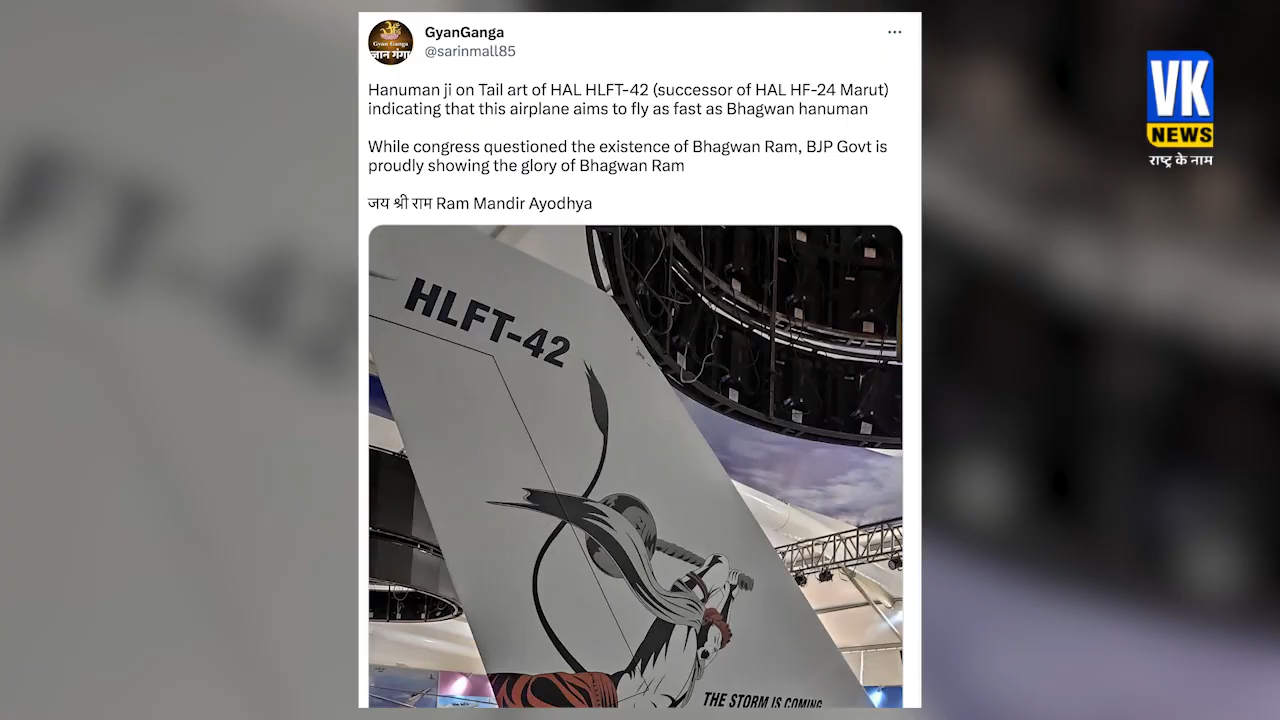 GyanGanga
@sarinmall85
Gyan Ganga
ज्ञान गंगा
Hanuman ji on Tail art of HAL HLFT-42 (successor of HAL HF-24 Marut)
indicating that this airplane aims to fly as fast as Bhagwan hanuman
While congress questioned the existence of Bhagwan Ram, BJP Govt is
proudly showing the glory of Bhagwan Ram
जय श्री राम Ram Mandir Ayodhya
HLFT-42
THE STORM IS COMING
VK
NEWS
राष्ट्र के नाम